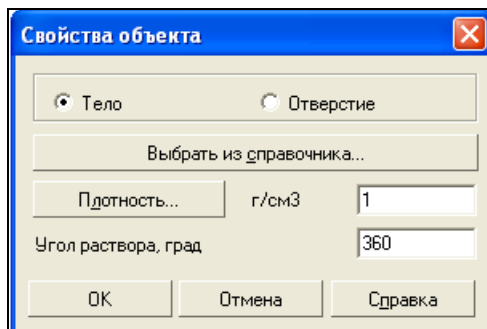 Свойства объекта
Тело Отверстие
Выбрать из справочника...
Плотность... г/см3 1
Угол раствора, град 360
OK Отмена Справка